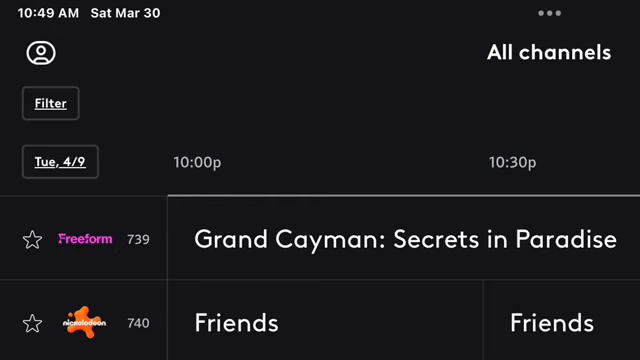 10:49 AM Sat Mar 30
All channels
Filter
Tue, 4/9
10:00p 10:30p
Freeform 739 Grand Cayman: Secrets in Paradise
nickelodeon 740 Friends Friends